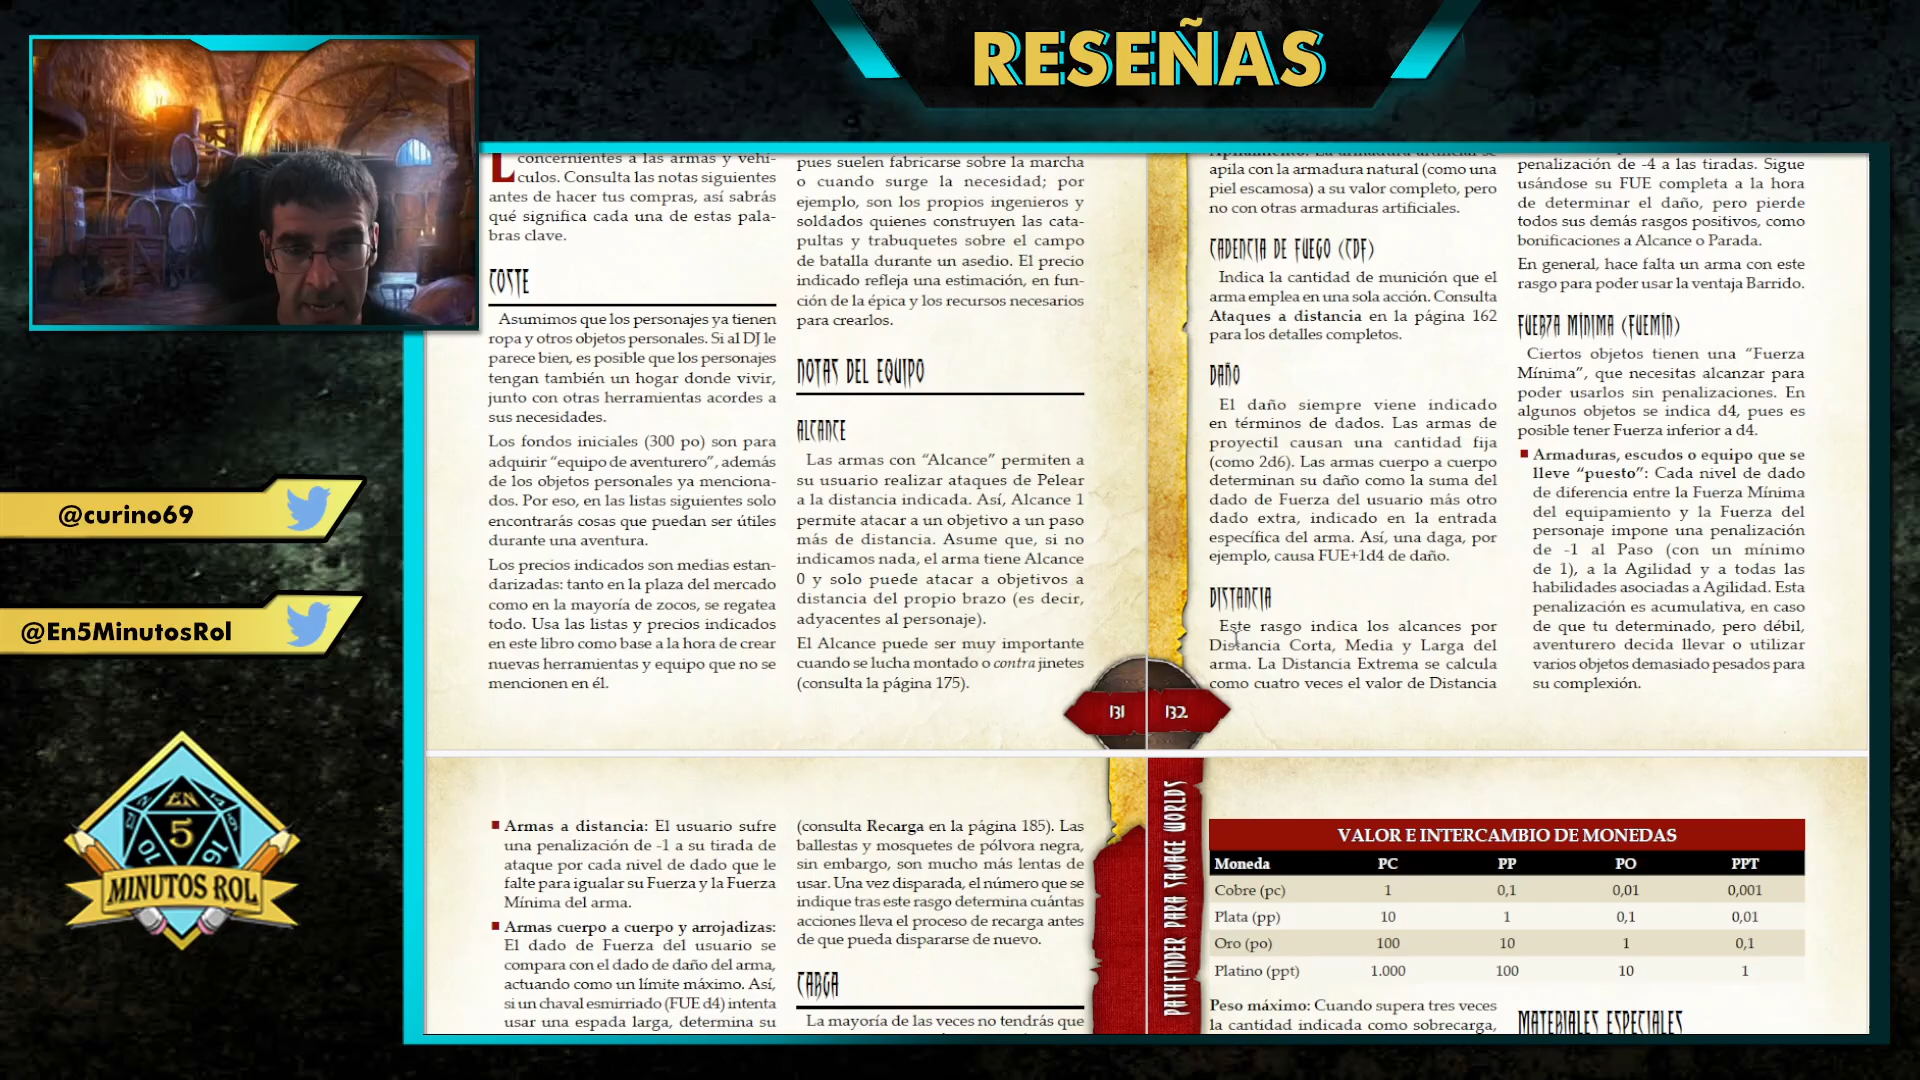 RESEÑAS
@curino69
@En5MinutosRol
EN
5
MINUTOS ROL
L concernientes a las armas y vehí-
culos. Consulta las notas siguientes
antes de hacer tus compras, así sabrás
qué significa cada una de estas pala-
bras clave.
COSTE
Asumimos que los personajes ya tienen
ropa y otros objetos personales. Si al DJ le
parece bien, es posible que los personajes
tengan también un hogar donde vivir,
junto con otras herramientas acordes a
sus necesidades.
Los fondos iniciales (300 po) son para
adquirir “equipo de aventurero”, además
de los objetos personales ya menciona-
dos. Por eso, en las listas siguientes solo
encontrarás cosas que puedan ser útiles
durante una aventura.
Los precios indicados son medias estan-
darizadas: tanto en la plaza del mercado
como en la mayoría de zocos, se regatea
todo. Usa las listas y precios indicados
en este libro como base a la hora de crear
nuevas herramientas y equipo que no se
mencionen en él.
pues suelen fabricarse sobre la marcha
o cuando surge la necesidad; por
ejemplo, son los propios ingenieros y
soldados quienes construyen las cata-
pultas y trabuquetes sobre el campo
de batalla durante un asedio. El precio
indicado refleja una estimación, en fun-
ción de la épica y los recursos necesarios
para crearlos.
NOTAS DEL EQUIPO
ALCANCE
Las armas con “Alcance” permiten a
su usuario realizar ataques de Pelear
a la distancia indicada. Así, Alcance 1
permite atacar a un objetivo a un paso
más de distancia. Asume que, si no
indicamos nada, el arma tiene Alcance
0 y solo puede atacar a objetivos a
distancia del propio brazo (es decir,
adyacentes al personaje).
El Alcance puede ser muy importante
cuando se lucha montado o contra jinetes
(consulta la página 175).
131
132
Apilamiento: La armadura artificial se
apila con la armadura natural (como una
piel escamosa) a su valor completo, pero
no con otras armaduras artificiales.
CADENCIA DE FUEGO (CDF)
Indica la cantidad de munición que el
arma emplea en una sola acción. Consulta
Ataques a distancia en la página 162
para los detalles completos.
DAÑO
El daño siempre viene indicado
en términos de dados. Las armas de
proyectil causan una cantidad fija
(como 2d6). Las armas cuerpo a cuerpo
determinan su daño como la suma del
dado de Fuerza del usuario más otro
dado extra, indicado en la entrada
específica del arma. Así, una daga, por
ejemplo, causa FUE+1d4 de daño.
DISTANCIA
Este rasgo indica los alcances por
Distancia Corta, Media y Larga del
arma. La Distancia Extrema se calcula
como cuatro veces el valor de Distancia
penalización de -4 a las tiradas. Sigue
usándose su FUE completa a la hora
de determinar el daño, pero pierde
todos sus demás rasgos positivos, como
bonificaciones a Alcance o Parada.
En general, hace falta un arma con este
rasgo para poder usar la ventaja Barrido.
FUERZA MÍNIMA (FUEMÍN)
Ciertos objetos tienen una “Fuerza
Mínima”, que necesitas alcanzar para
poder usarlos sin penalizaciones. En
algunos objetos se indica d4, pues es
posible tener Fuerza inferior a d4.
Armaduras, escudos o equipo que se
lleve “puesto”: Cada nivel de dado
de diferencia entre la Fuerza Mínima
del equipamiento y la Fuerza del
personaje impone una penalización
de -1 al Paso (con un mínimo
de 1), a la Agilidad y a todas las
habilidades asociadas a Agilidad. Esta
penalización es acumulativa, en caso
de que tu determinado, pero débil,
aventurero decida llevar o utilizar
varios objetos demasiado pesados para
su complexión.
Armas a distancia: El usuario sufre
una penalización de -1 a su tirada de
ataque por cada nivel de dado que le
falte para igualar su Fuerza y la Fuerza
Mínima del arma.
Armas cuerpo a cuerpo y arrojadizas:
El dado de Fuerza del usuario se
compara con el dado de daño del arma,
actuando como un límite máximo. Así,
si un chaval esmirriado (FUE d4) intenta
usar una espada larga, determina su
(consulta Recarga en la página 185). Las
ballestas y mosquetes de pólvora negra,
sin embargo, son mucho más lentas de
usar. Una vez disparada, el número que se
indique tras este rasgo determina cuántas
acciones lleva el proceso de recarga antes
de que pueda dispararse de nuevo.
CARGA
La mayoría de las veces no tendrás que
PATHFINDER PARA SAVAGE WORLDS
VALOR E INTERCAMBIO DE MONEDAS
Moneda PC PP PO PPT
Cobre (pc) 1 0,1 0,01 0,001
Plata (pp) 10 1 0,1 0,01
Oro (po) 100 10 1 0,1
Platino (ppt) 1.000 100 10 1
Peso máximo: Cuando supera tres veces
la cantidad indicada como sobrecarga,
MATERIALES ESPECIALES